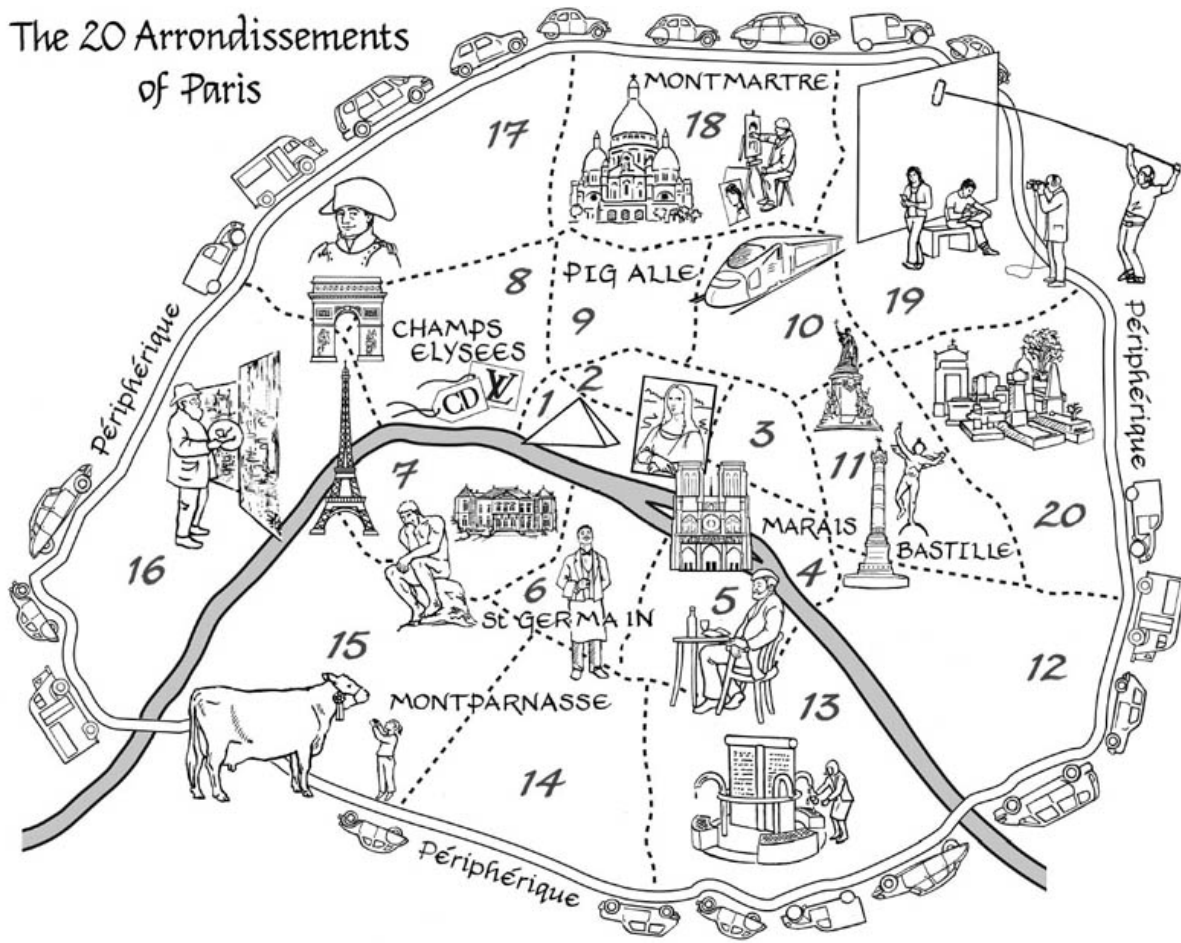 The 20 Arrondissements
of Paris
MONTMARTRE
17
18
PIGALLE
8
9
10
19
CHAMPS
ELYSEES
CD
LV
Périphérique
Périphérique
1
2
3
7
11
20
16
MARAIS
BASTILLE
6
5
4
St GERMAIN
15
12
MONTPARNASSE
13
14
Périphérique